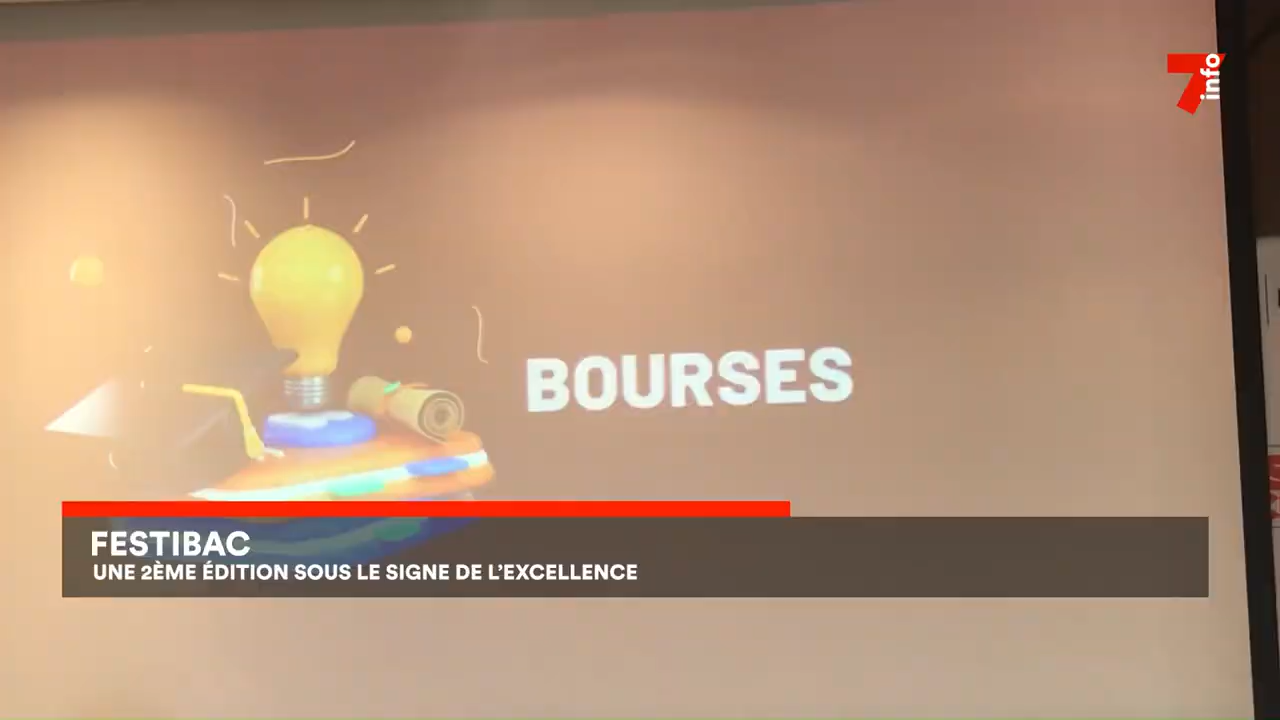 7 info
BOURSES
FESTIBAC
UNE 2ÈME ÉDITION SOUS LE SIGNE DE L'EXCELLENCE